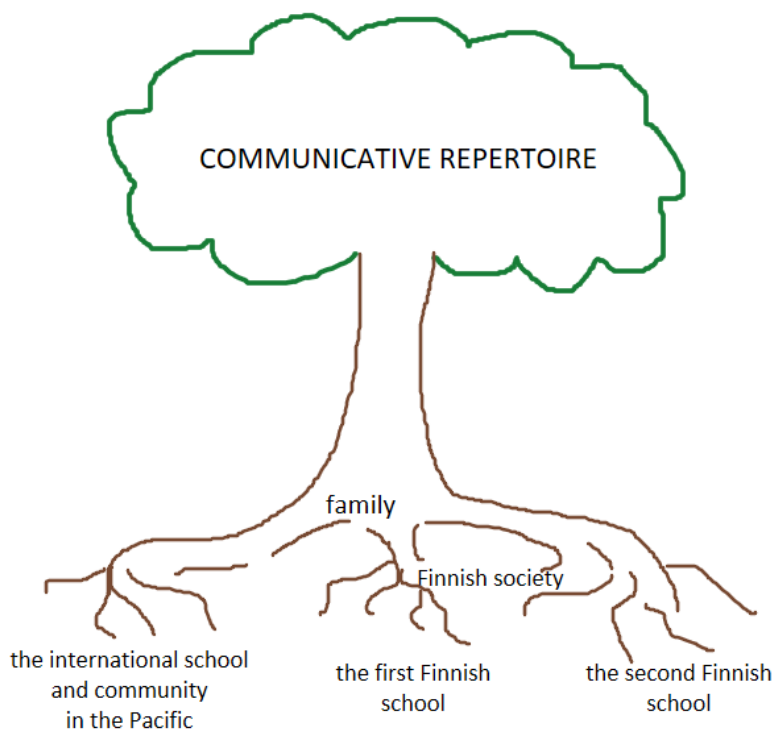 COMMUNICATIVE REPERTOIRE
family
Finnish society
the international school
and community
in the Pacific
the first Finnish
school
the second Finnish
school